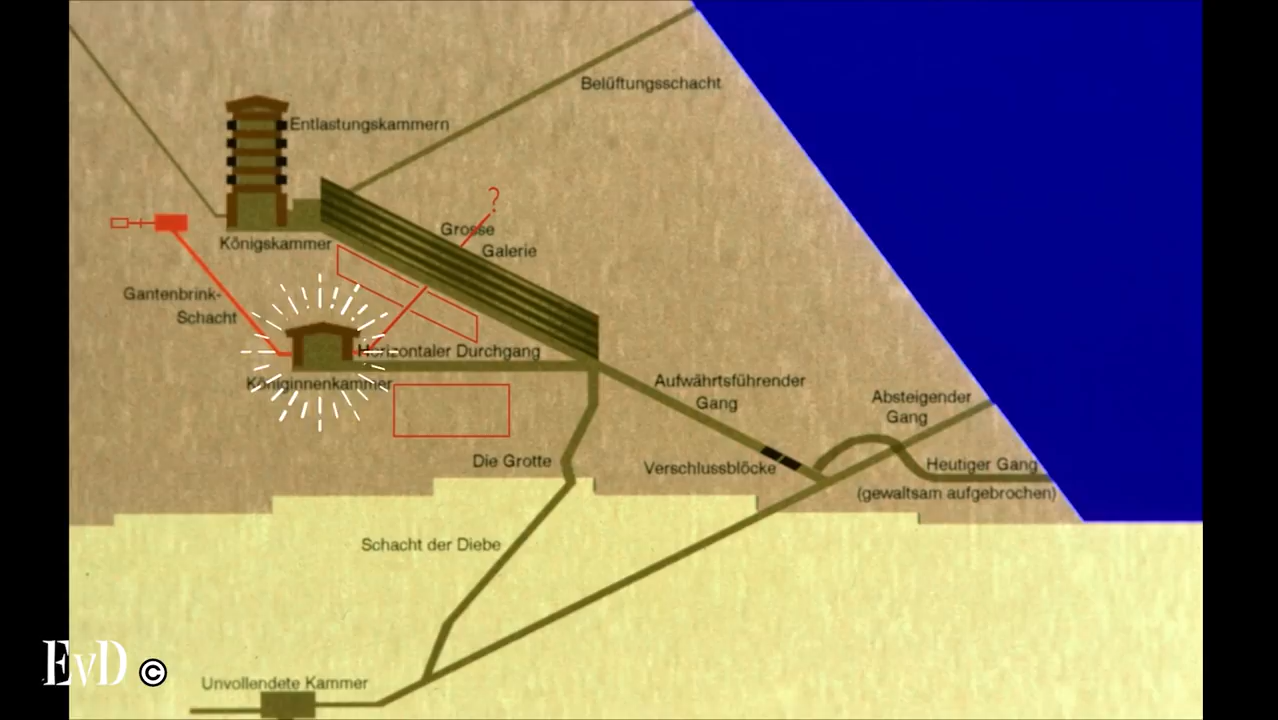 Belüftungsschacht
Entlastungskammern
?
Grosse
Galerie
Königskammer
Gantenbrink-
Schacht
Horizontaler Durchgang
Königinnenkammer
Aufwährtsführender
Gang
Absteigender
Gang
Die Grotte
Verschlussblöcke
Heutiger Gang
(gewaltsam aufgebrochen)
Schacht der Diebe
EvD ©
Unvollendete Kammer